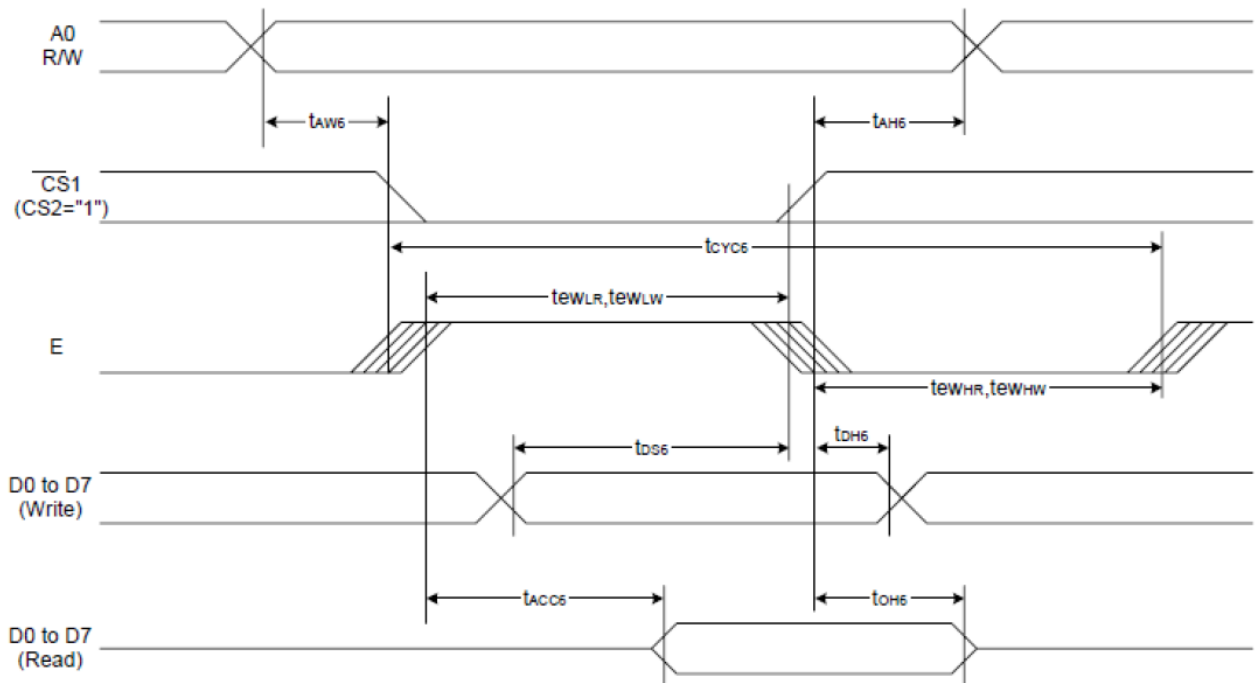 A0
R/W
tAW6
tAH6
CS1
(CS2="1")
tCYC6
tewLR,tewLW
E
tewHR,tewHW
tDS6
tDH6
D0 to D7
(Write)
tACC6
tOH6
D0 to D7
(Read)